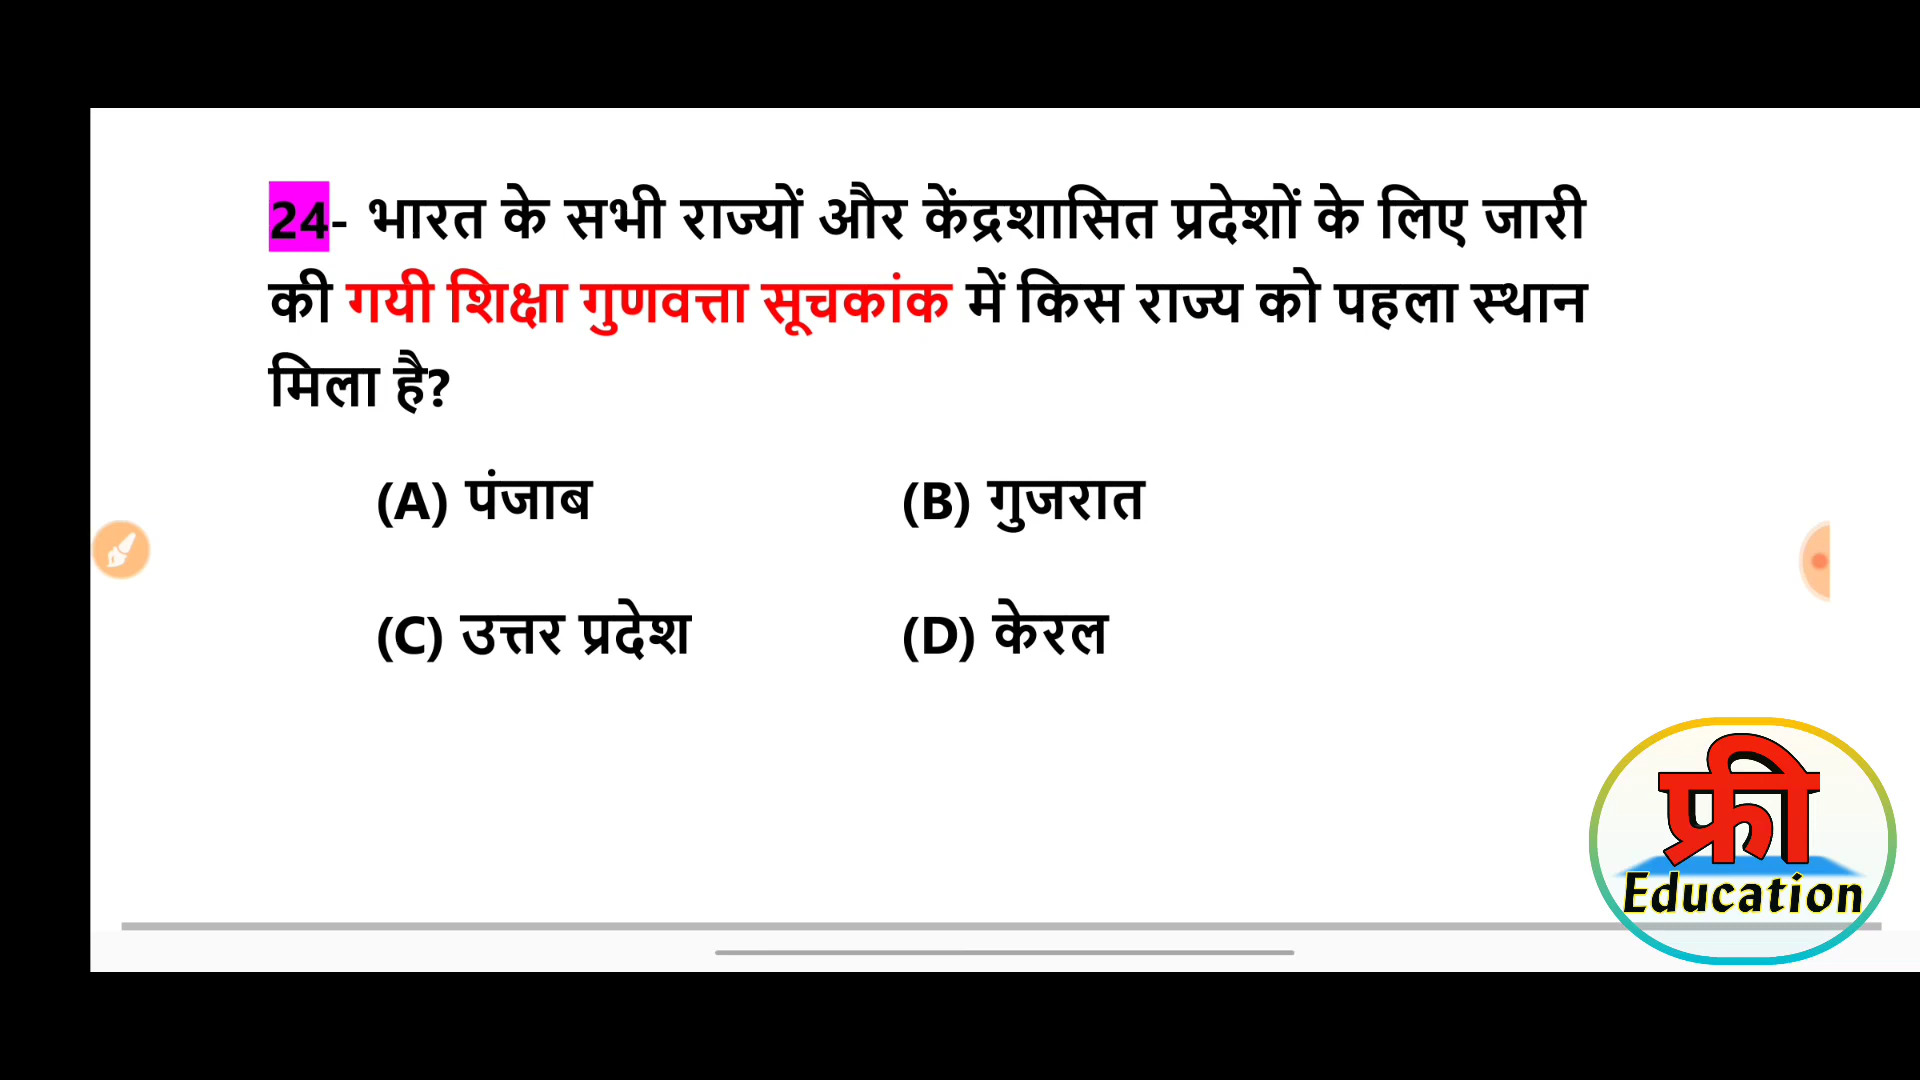 24- भारत के सभी राज्यों और केंद्रशासित प्रदेशों के लिए जारी
की गयी शिक्षा गुणवत्ता सूचकांक में किस राज्य को पहला स्थान
मिला है?
(A) पंजाब (B) गुजरात
(C) उत्तर प्रदेश (D) केरल
फ्री
Education